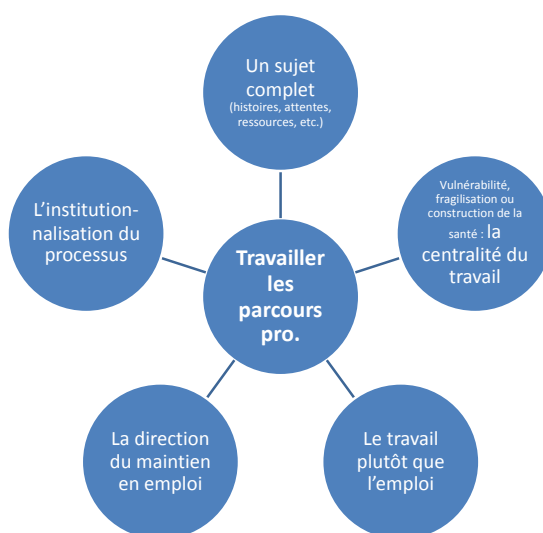 Un sujet
complet
(histoires, attentes,
ressources, etc.)
Vulnérabilité,
fragilisation ou
construction de la
santé : la
centralité du
travail
Le travail
plutôt que
l’emploi
La direction
du maintien
en emploi
L’institution-
nalisation du
processus
Travailler
les
parcours
pro.